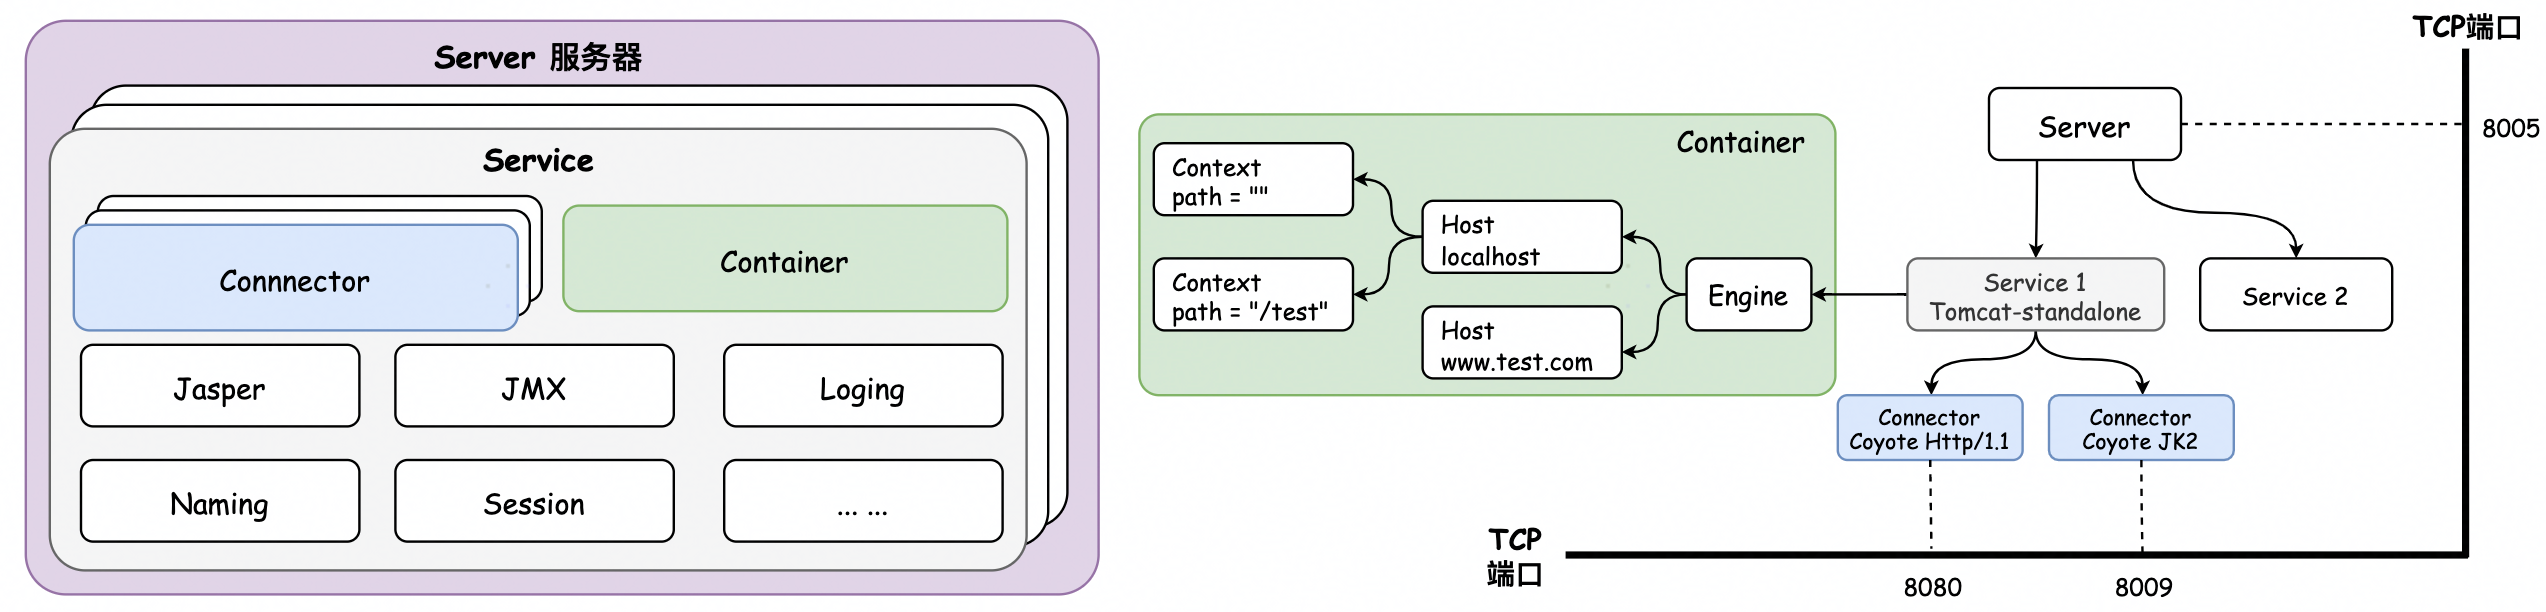 Server 服务器
Service
Connnector
Container
Jasper
JMX
Loging
Naming
Session
... ...
Container
Context
path = ""
Context
path = "/test"
Host
localhost
Host
www.test.com
Engine
TCP端口
Server
8005
Service 1
Tomcat-standalone
Service 2
Connector
Coyote Http/1.1
Connector
Coyote JK2
TCP
端口
8080
8009